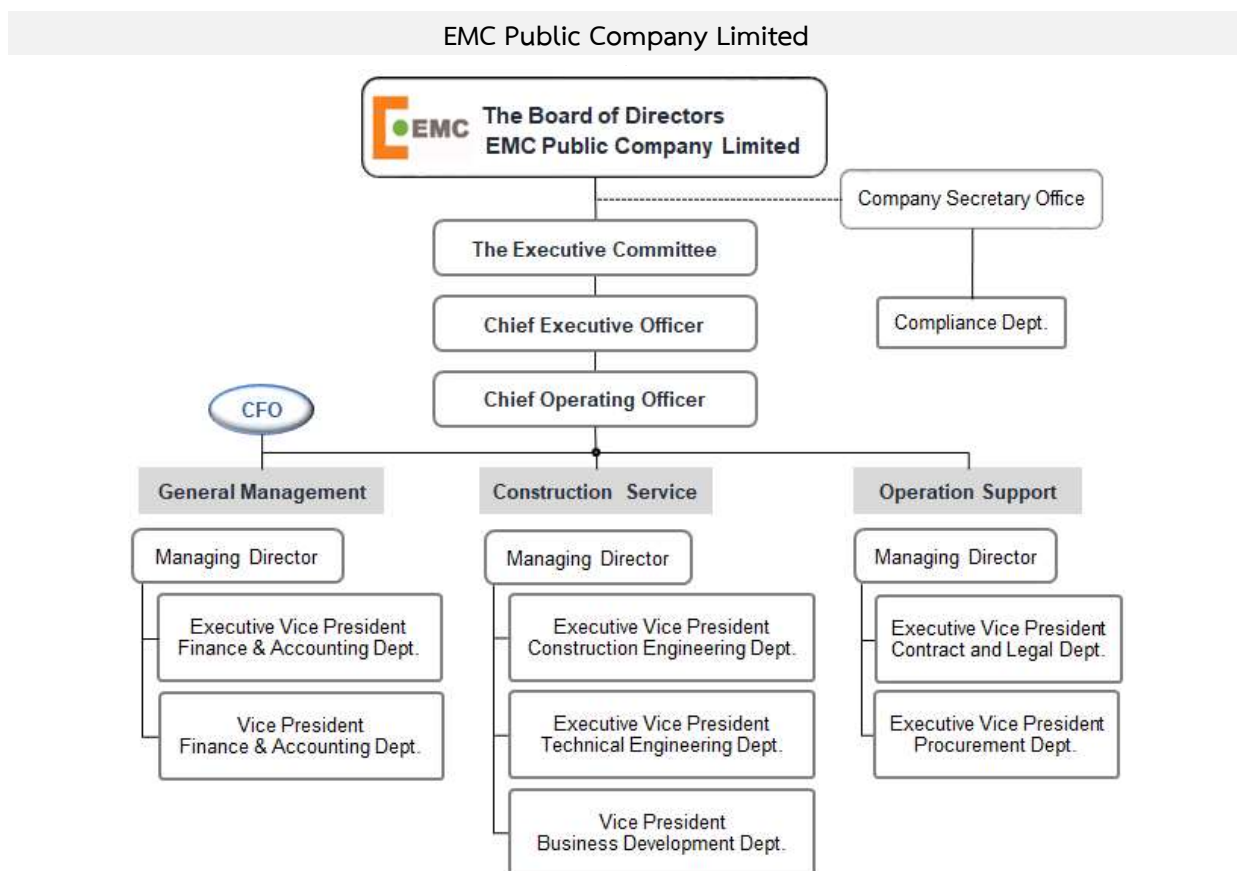 EMC Public Company Limited
EMC
The Board of Directors
EMC Public Company Limited
Company Secretary Office
The Executive Committee
Compliance Dept.
Chief Executive Officer
Chief Operating Officer
CFO
General Management
Construction Service
Operation Support
Managing Director
Executive Vice President
Finance & Accounting Dept.
Vice President
Finance & Accounting Dept.
Managing Director
Executive Vice President
Construction Engineering Dept.
Executive Vice President
Technical Engineering Dept.
Vice President
Business Development Dept.
Managing Director
Executive Vice President
Contract and Legal Dept.
Executive Vice President
Procurement Dept.